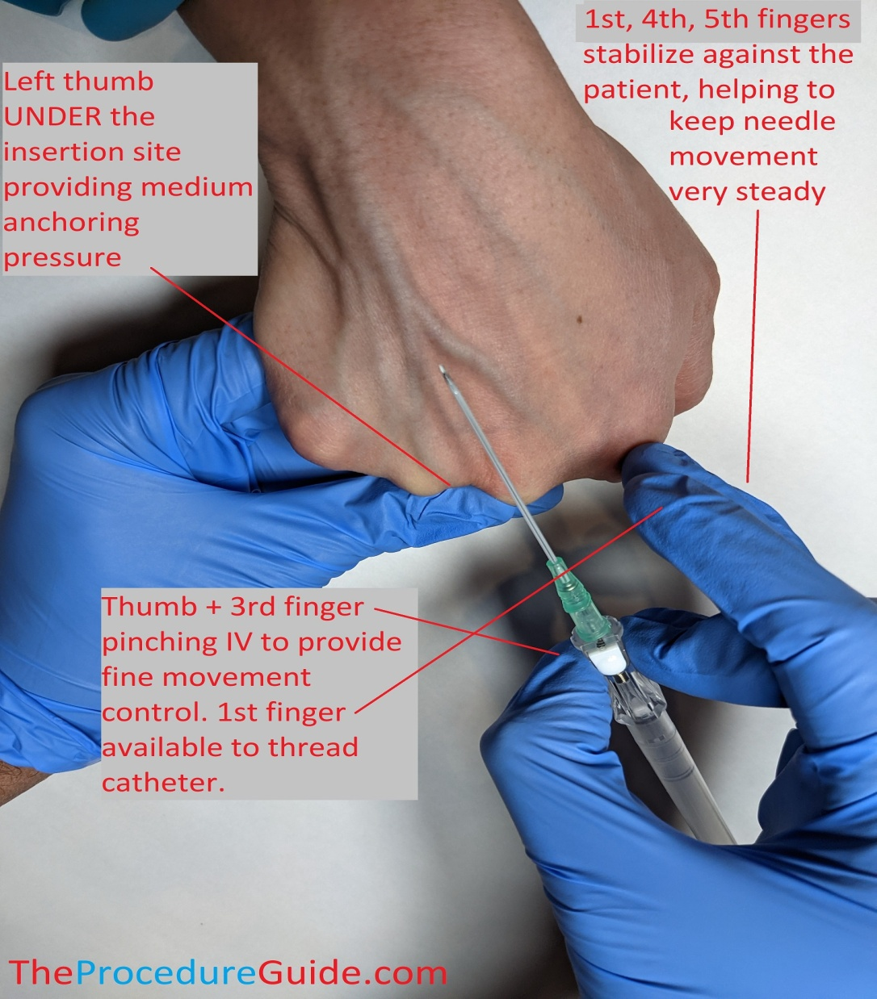 1st, 4th, 5th fingers
stabilize against the
patient, helping to
keep needle
movement
very steady
Left thumb
UNDER the
insertion site
providing medium
anchoring
pressure
Thumb + 3rd finger
pinching IV to provide
fine movement
control. 1st finger
available to thread
catheter.
TheProcedureGuide.com